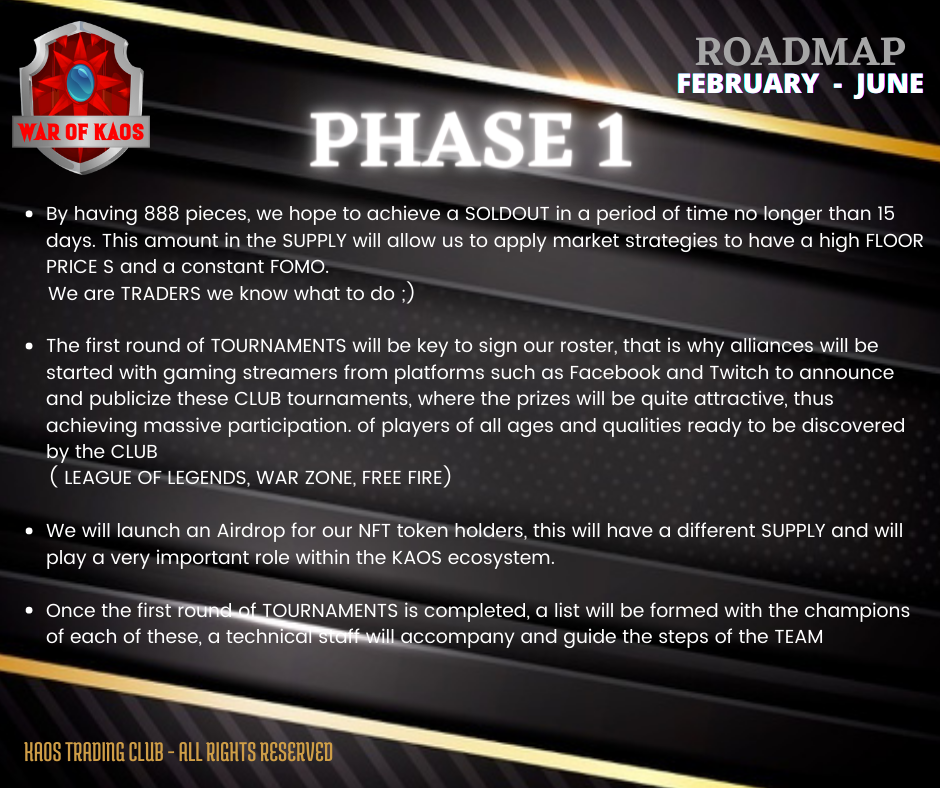 WAR OF KAOS
ROADMAP
FEBRUARY - JUNE
PHASE 1
• By having 888 pieces, we hope to achieve a SOLDOUT in a period of time no longer than 15
days. This amount in the SUPPLY will allow us to apply market strategies to have a high FLOOR
PRICE S and a constant FOMO.
We are TRADERS we know what to do ;)
• The first round of TOURNAMENTS will be key to sign our roster, that is why alliances will be
started with gaming streamers from platforms such as Facebook and Twitch to announce
and publicize these CLUB tournaments, where the prizes will be quite attractive, thus
achieving massive participation. of players of all ages and qualities ready to be discovered
by the CLUB
( LEAGUE OF LEGENDS, WAR ZONE, FREE FIRE)
• We will launch an Airdrop for our NFT token holders, this will have a different SUPPLY and will
play a very important role within the KAOS ecosystem.
• Once the first round of TOURNAMENTS is completed, a list will be formed with the champions
of each of these, a technical staff will accompany and guide the steps of the TEAM
KAOS TRADING CLUB - ALL RIGHTS RESERVED